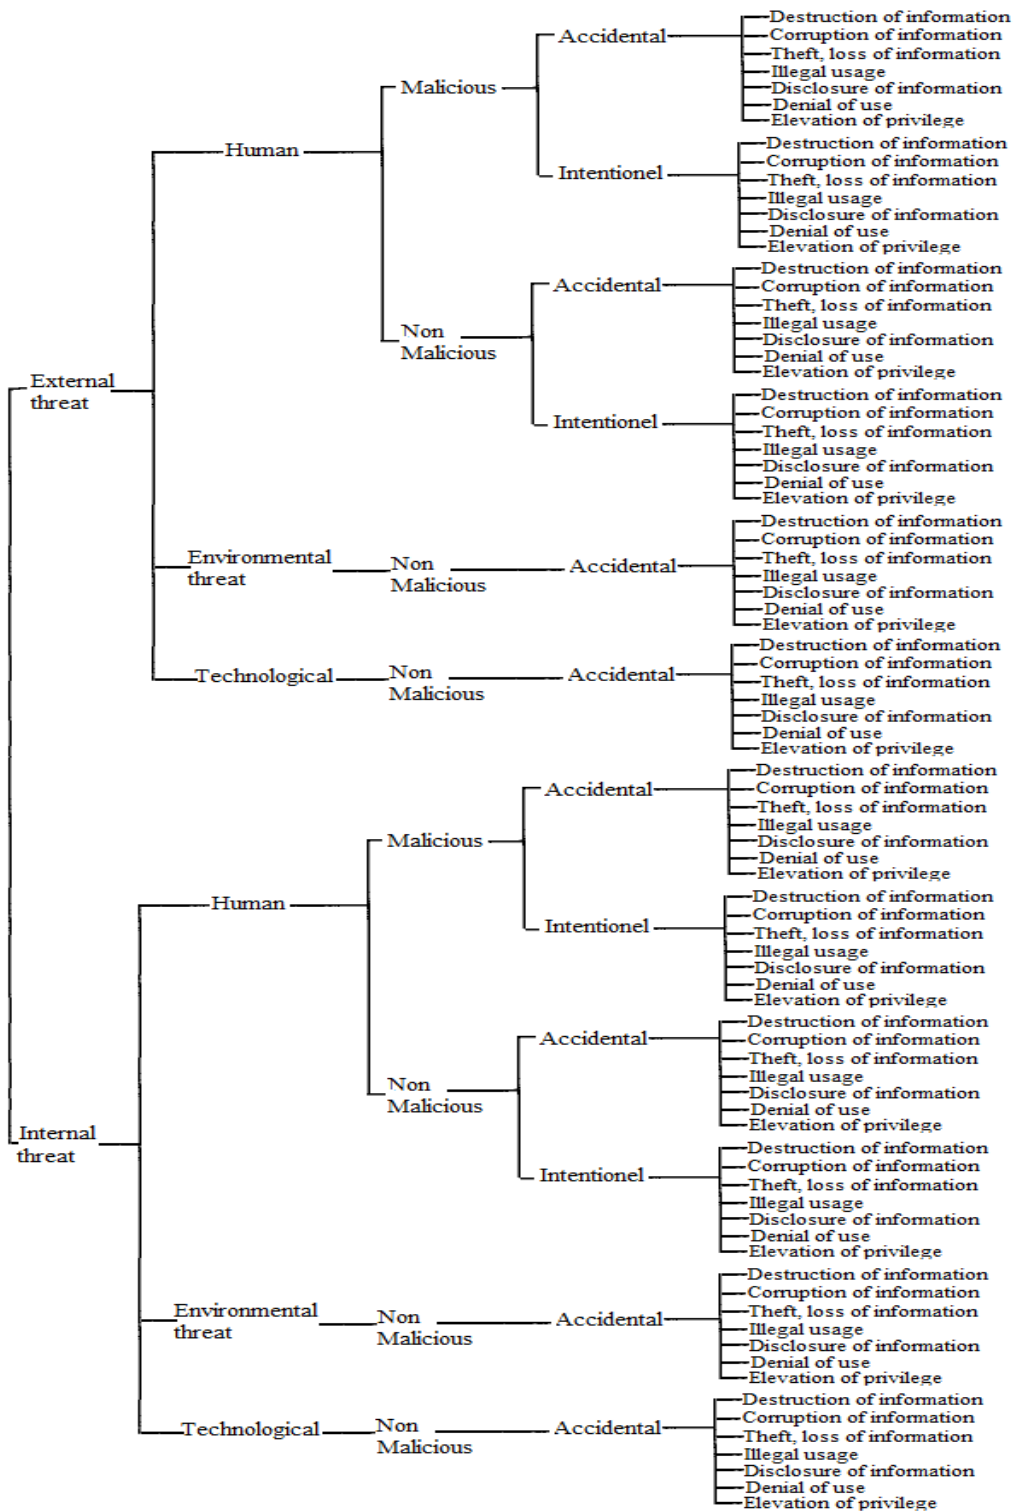 Destruction of information
Accidental
Corruption of information
Theft, loss of information
Illegal usage
Malicious
Disclosure of information
Denial of use
Elevation of privilege
Human
Destruction of information
Corruption of information
Intentionel
Theft, loss of information
Illegal usage
Disclosure of information
Denial of use
Elevation of privilege
Destruction of information
Accidental
Corruption of information
Theft, loss of information
Non
Malicious
Illegal usage
Disclosure of information
Denial of use
Elevation of privilege
External
threat
Destruction of information
Corruption of information
Intentionel
Theft, loss of information
Illegal usage
Disclosure of information
Denial of use
Elevation of privilege
Environmental
threat
Non
Malicious
Accidental
Destruction of information
Corruption of information
Theft, loss of information
Illegal usage
Disclosure of information
Denial of use
Elevation of privilege
Technological
Non
Malicious
Accidental
Destruction of information
Corruption of information
Theft, loss of information
Illegal usage
Disclosure of information
Denial of use
Elevation of privilege
Accidental
Destruction of information
Corruption of information
Theft, loss of information
Illegal usage
Disclosure of information
Denial of use
Elevation of privilege
Malicious
Human
Intentionel
Destruction of information
Corruption of information
Theft, loss of information
Illegal usage
Disclosure of information
Denial of use
Elevation of privilege
Accidental
Destruction of information
Corruption of information
Theft, loss of information
Illegal usage
Disclosure of information
Denial of use
Elevation of privilege
Non
Malicious
Internal
threat
Intentionel
Destruction of information
Corruption of information
Theft, loss of information
Illegal usage
Disclosure of information
Denial of use
Elevation of privilege
Environmental
threat
Non
Malicious
Accidental
Destruction of information
Corruption of information
Theft, loss of information
Illegal usage
Disclosure of information
Denial of use
Elevation of privilege
Technological
Non
Malicious
Accidental
Destruction of information
Corruption of information
Theft, loss of information
Illegal usage
Disclosure of information
Denial of use
Elevation of privilege